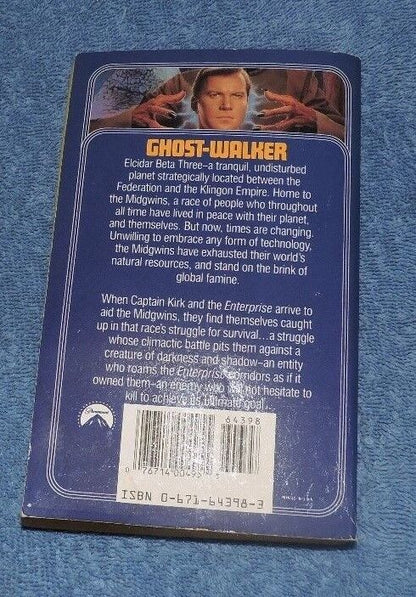 GHOST-WALKER
Elcidar Beta Three–a tranquil, undisturbed
planet strategically located between the
Federation and the Klingon Empire. Home to
the Midgwins, a race of people who throughout
all time have lived in peace with their planet,
and themselves. But now, times are changing.
Unwilling to embrace any form of technology,
the Midgwins have exhausted their world's
natural resources, and stand on the brink of
global famine.
When Captain Kirk and the Enterprise arrive to
aid the Midgwins, they find themselves caught
up in that race's struggle for survival...a struggle
whose climactic battle pits them against a
creature of darkness and shadow–an entity
who roams the Enterprise corridors as if it
owned them–an enemy who will not hesitate to
kill to achieve its ultimate goal...
Paramount
64398
0 76714 00495
ISBN 0-671-64398-3